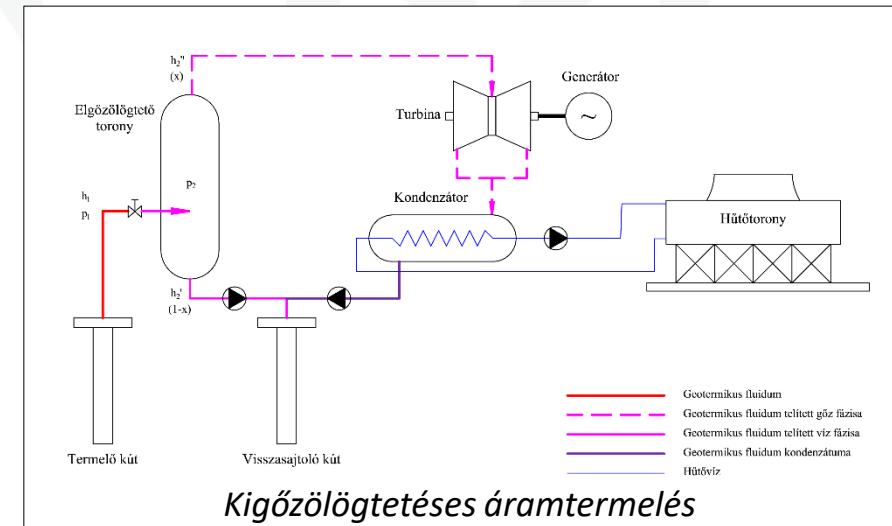 h₂"
(x)
Generátor
Elgőzölögtető
torony
Turbina
~
p₂
h₁
p₁
Kondenzátor
Hűtőtorony
h₂'
(1-x)
Geotermikus fluidum
Geotermikus fluidum telített gőz fázisa
Geotermikus fluidum telített víz fázisa
Geotermikus fluidum kondenzátuma
Hűtővíz
Termelő kút
Visszasajtoló kút
Kigőzölögtetéses áramtermelés